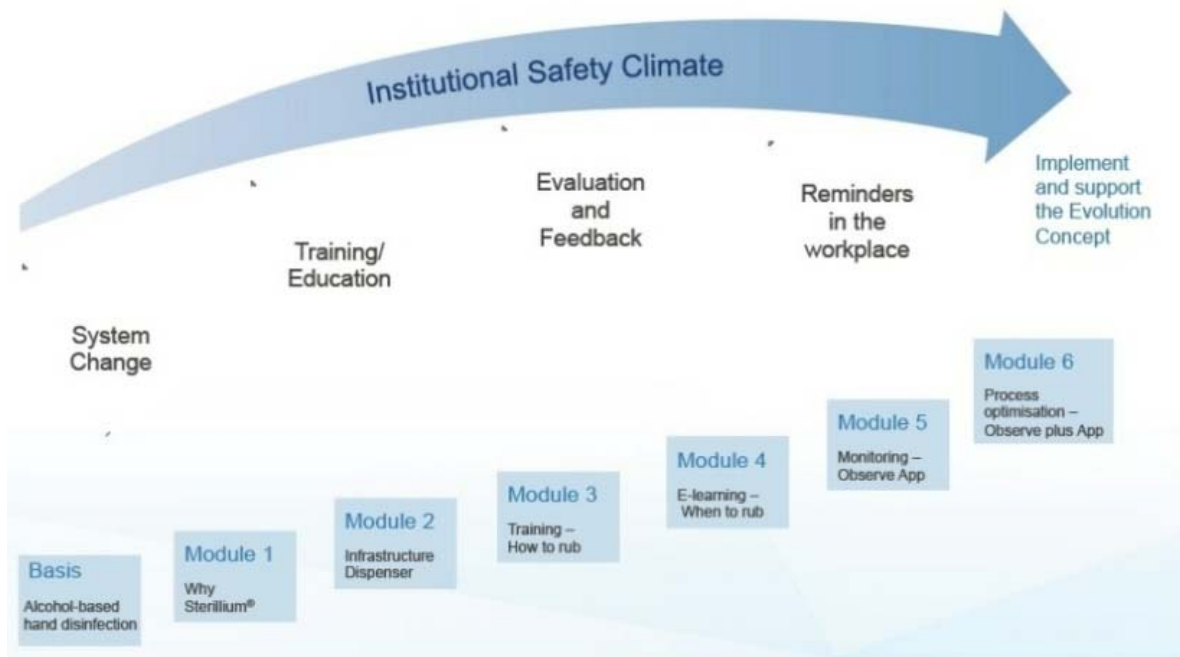 Institutional Safety Climate
Implement
and support
the Evolution
Concept
Evaluation
and
Feedback
Reminders
in the
workplace
Training/
Education
System
Change
Module 6
Process
optimisation –
Observe plus App
Module 5
Monitoring –
Observe App
Module 4
E-learning –
When to rub
Module 3
Training –
How to rub
Module 2
Infrastructure
Dispenser
Module 1
Why
Sterillium®
Basis
Alcohol-based
hand disinfection